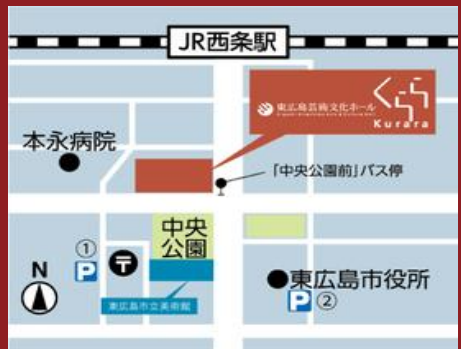 JR西条駅
東広島芸術文化ホール
くらら
Kurara
本永病院
「中央公園前」バス停
中央
公園
①
P
〒
N
東広島市立美術館
東広島市役所
P ②